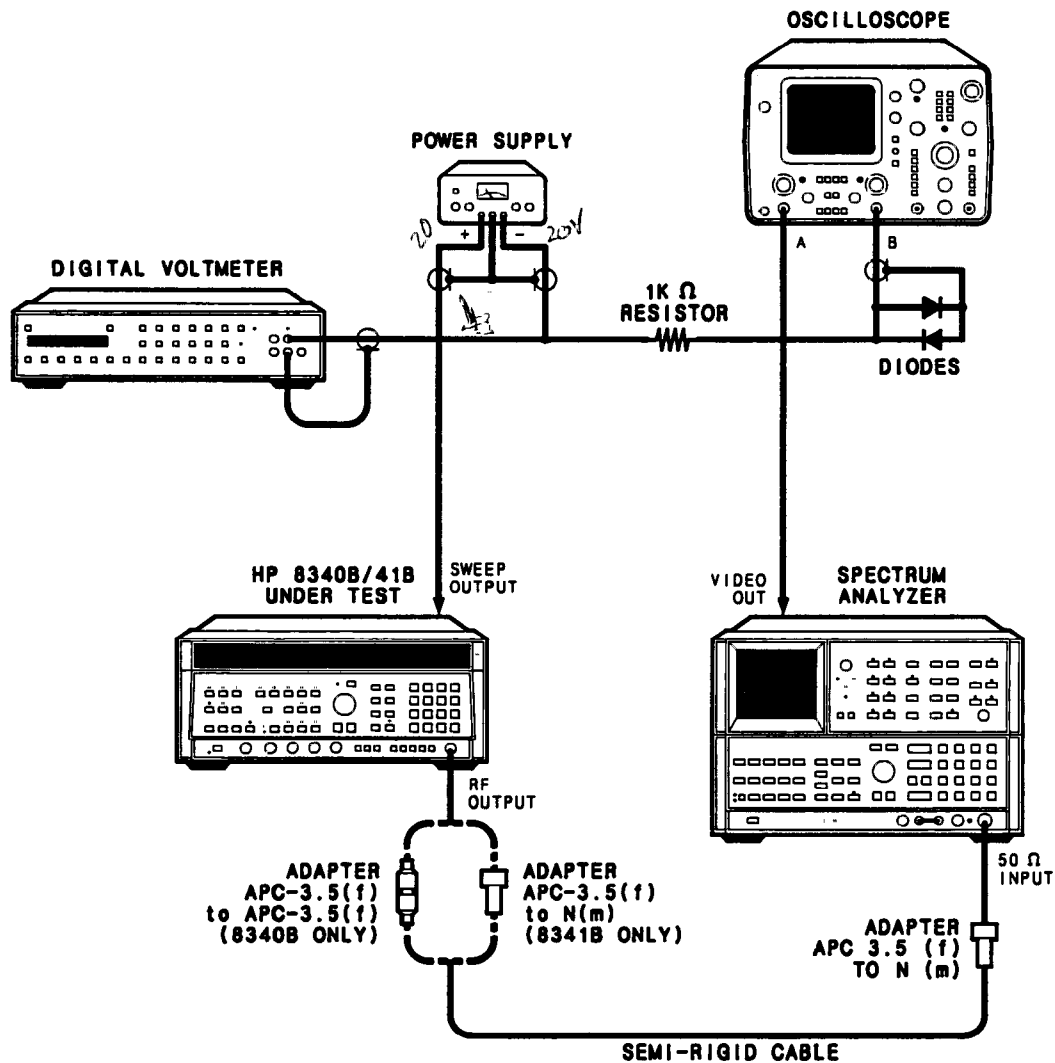 OSCILLOSCOPE
POWER SUPPLY
20
+
-
20V
A
B
DIGITAL VOLTMETER
1K Ω
RESISTOR
DIODES
HP 8340B/41B
UNDER TEST
SWEEP
OUTPUT
VIDEO
OUT
SPECTRUM
ANALYZER
RF
OUTPUT
ADAPTER
APC-3.5(f)
to APC-3.5(f)
(8340B ONLY)
ADAPTER
APC-3.5(f)
to N(m)
(8341B ONLY)
50 Ω
INPUT
ADAPTER
APC 3.5 (f)
TO N (m)
SEMI-RIGID CABLE